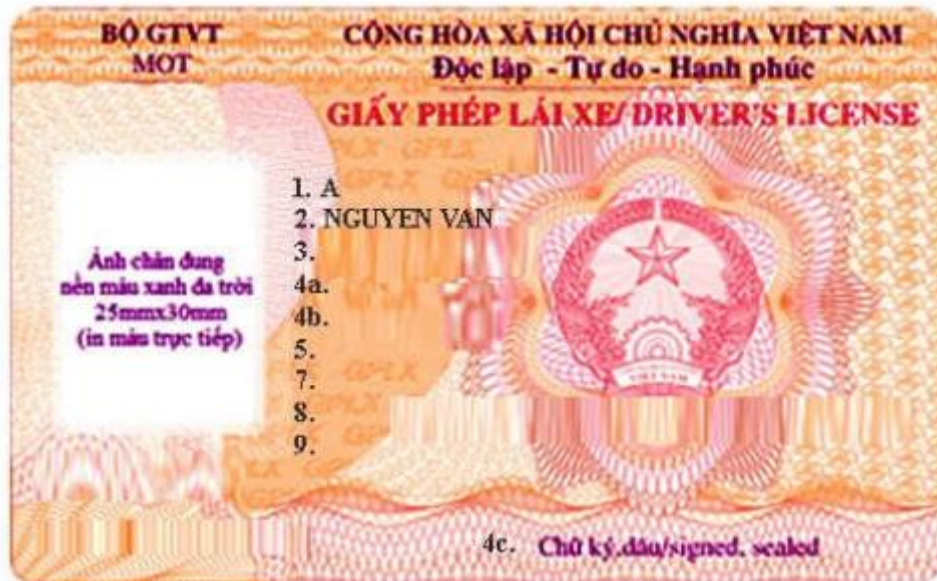 BỘ GTVT
MOT
CỘNG HÒA XÃ HỘI CHỦ NGHĨA VIỆT NAM
Độc lập - Tự do - Hạnh phúc
GIẤY PHÉP LÁI XE/ DRIVER'S LICENSE
Ảnh chân dung
nền màu xanh da trời
25mmx30mm
(in màu trực tiếp)
1. A
2. NGUYEN VAN
3.
4a.
4b.
5.
7.
8.
9.
VIỆT NAM
4c. Chữ ký,dấu/signed, sealed